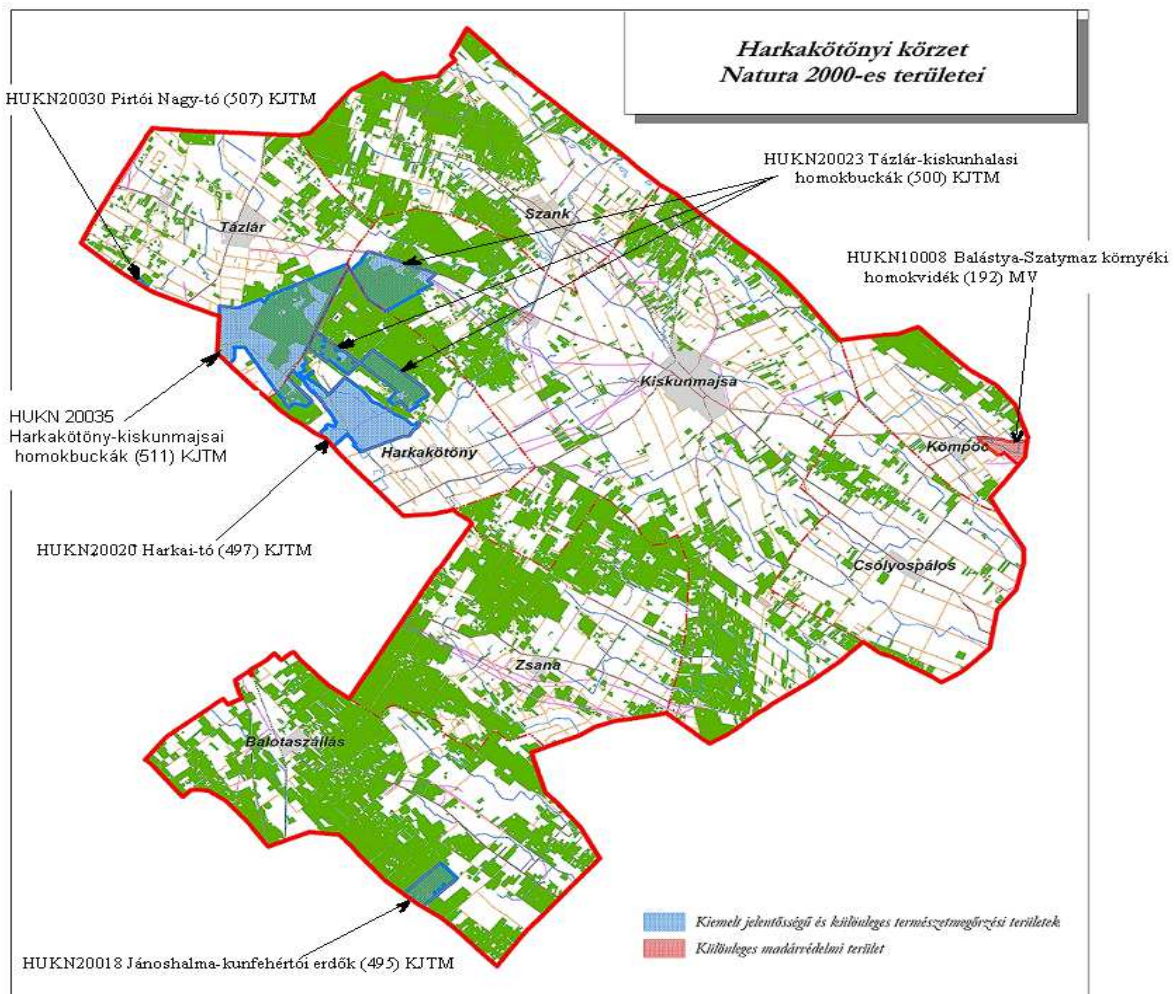 Harkakötönyi körzet
Natura 2000-es területei
HUKN20030 Pirtói Nagy-tó (507) KJTM
HUKN20023 Tázlár-kiskunhalasi
homokbuckák (500) KJTM
Szank
Tázlár
HUKN10008 Balástya-Szatymaz környéki
homokvidék (192) MV
Kiskunmajsa
HUKN 20035
Harkakötöny-kiskunmajsai
homokbuckák (511) KJTM
Harkakötöny
Kömpöc
HUKN20020 Harkai-tó (497) KJTM
Csólyospálos
Zsana
Balotaszállás
Kiemelt jelentősségű és különleges természetmegőrzési területek
Különleges madárvédelmi terület
HUKN20018 Jánoshalma-kunfehértói erdők (495) KJTM